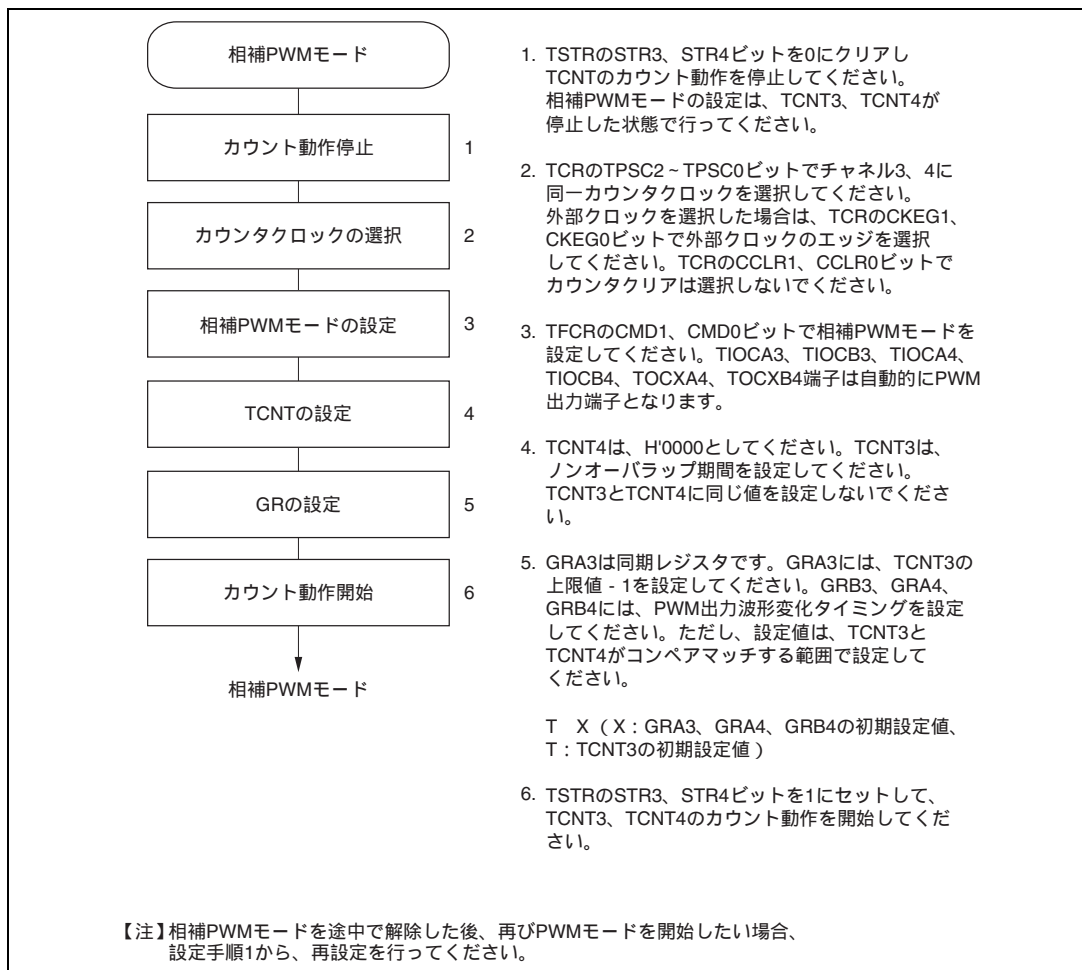 相補PWMモード
カウント動作停止 1
カウンタクロックの選択 2
相補PWMモードの設定 3
TCNTの設定 4
GRの設定 5
カウント動作開始 6
相補PWMモード
1. TSTRのSTR3、STR4ビットを0にクリアし
TCNTのカウント動作を停止してください。
相補PWMモードの設定は、TCNT3、TCNT4が
停止した状態で行ってください。
2. TCRのTPSC2～TPSC0ビットでチャネル3、4に
同一カウンタクロックを選択してください。
外部クロックを選択した場合は、TCRのCKEG1、
CKEG0ビットで外部クロックのエッジを選択
してください。TCRのCCLR1、CCLR0ビットで
カウンタクリアは選択しないでください。
3. TFCRのCMD1、CMD0ビットで相補PWMモードを
設定してください。TIOCA3、TIOCB3、TIOCA4、
TIOCB4、TOCXA4、TOCXB4端子は自動的にPWM
出力端子となります。
4. TCNT4は、H'0000としてください。TCNT3は、
ノンオーバラップ期間を設定してください。
TCNT3とTCNT4に同じ値を設定しないでくださ
い。
5. GRA3は同期レジスタです。GRA3には、TCNT3の
上限値 - 1を設定してください。GRB3、GRA4、
GRB4には、PWM出力波形変化タイミングを設定
してください。ただし、設定値は、TCNT3と
TCNT4がコンペアマッチする範囲で設定して
ください。
T X（X：GRA3、GRA4、GRB4の初期設定値、
T：TCNT3の初期設定値）
6. TSTRのSTR3、STR4ビットを1にセットして、
TCNT3、TCNT4のカウント動作を開始してくだ
さい。
【注】相補PWMモードを途中で解除した後、再びPWMモードを開始したい場合、
設定手順1から、再設定を行ってください。